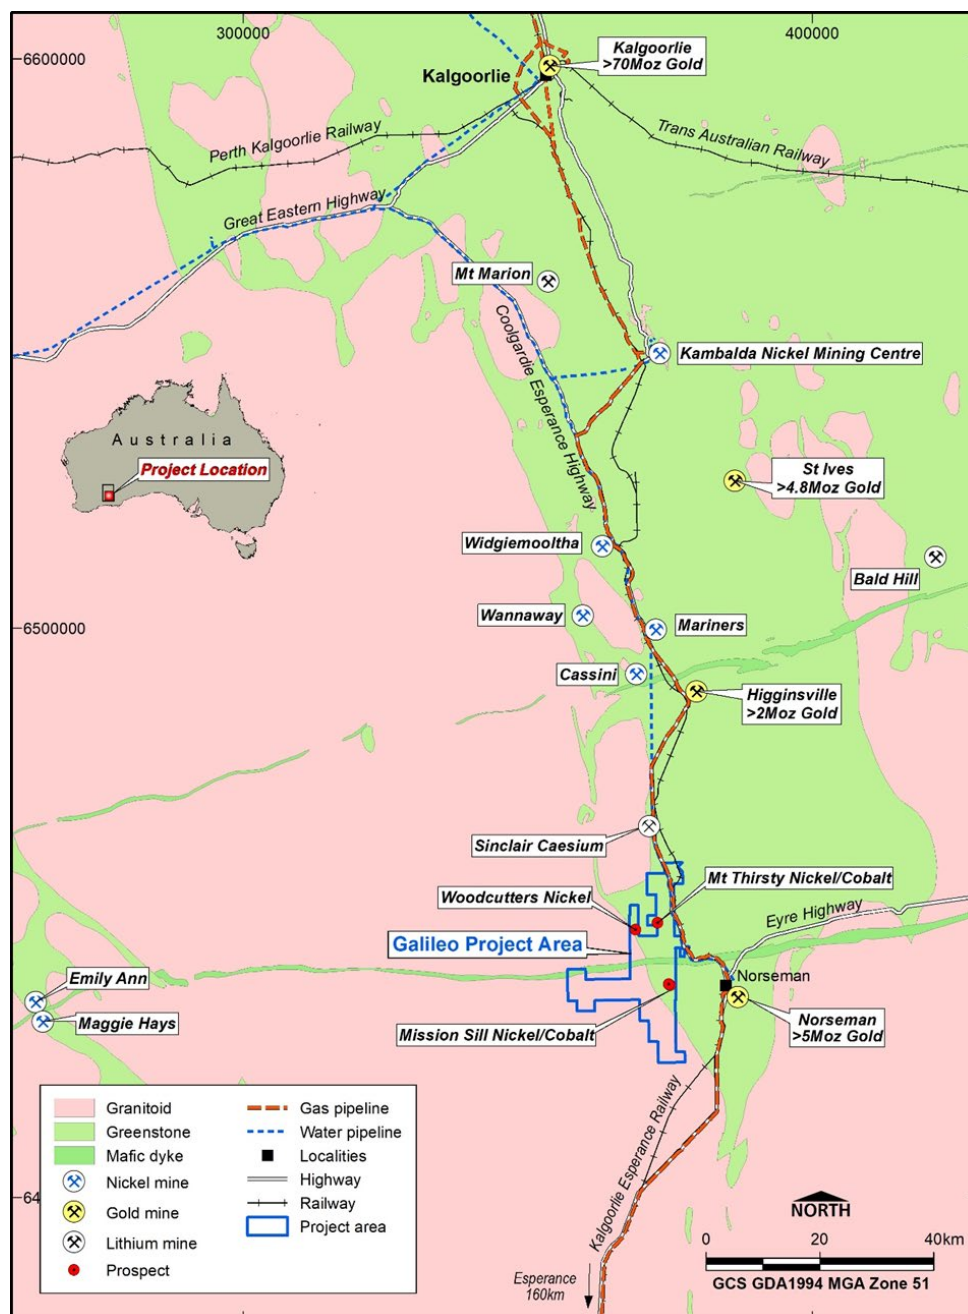 300000
400000
6600000
Kalgoorlie
>70Moz Gold
Kalgoorlie
Perth Kalgoorlie Railway
Trans Australian Railway
Great Eastern Highway
Mt Marion
Coolgardie Esperance Highway
Kambalda Nickel Mining Centre
Australia
Project Location
St Ives
>4.8Moz Gold
Widgiemooltha
Bald Hill
Wannaway
Mariners
6500000
Cassini
Higginsville
>2Moz Gold
Sinclair Caesium
Mt Thirsty Nickel/Cobalt
Woodcutters Nickel
Eyre Highway
Galileo Project Area
Emily Ann
Norseman
Maggie Hays
Mission Sill Nickel/Cobalt
Norseman
>5Moz Gold
Kalgoorlie Esperance Railway
Granitoid
Greenstone
Mafic dyke
Nickel mine
Gold mine
Lithium mine
Prospect
Gas pipeline
Water pipeline
Localities
Highway
Railway
Project area
64
NORTH
0 20 40km
GCS GDA1994 MGA Zone 51
Esperance
160km